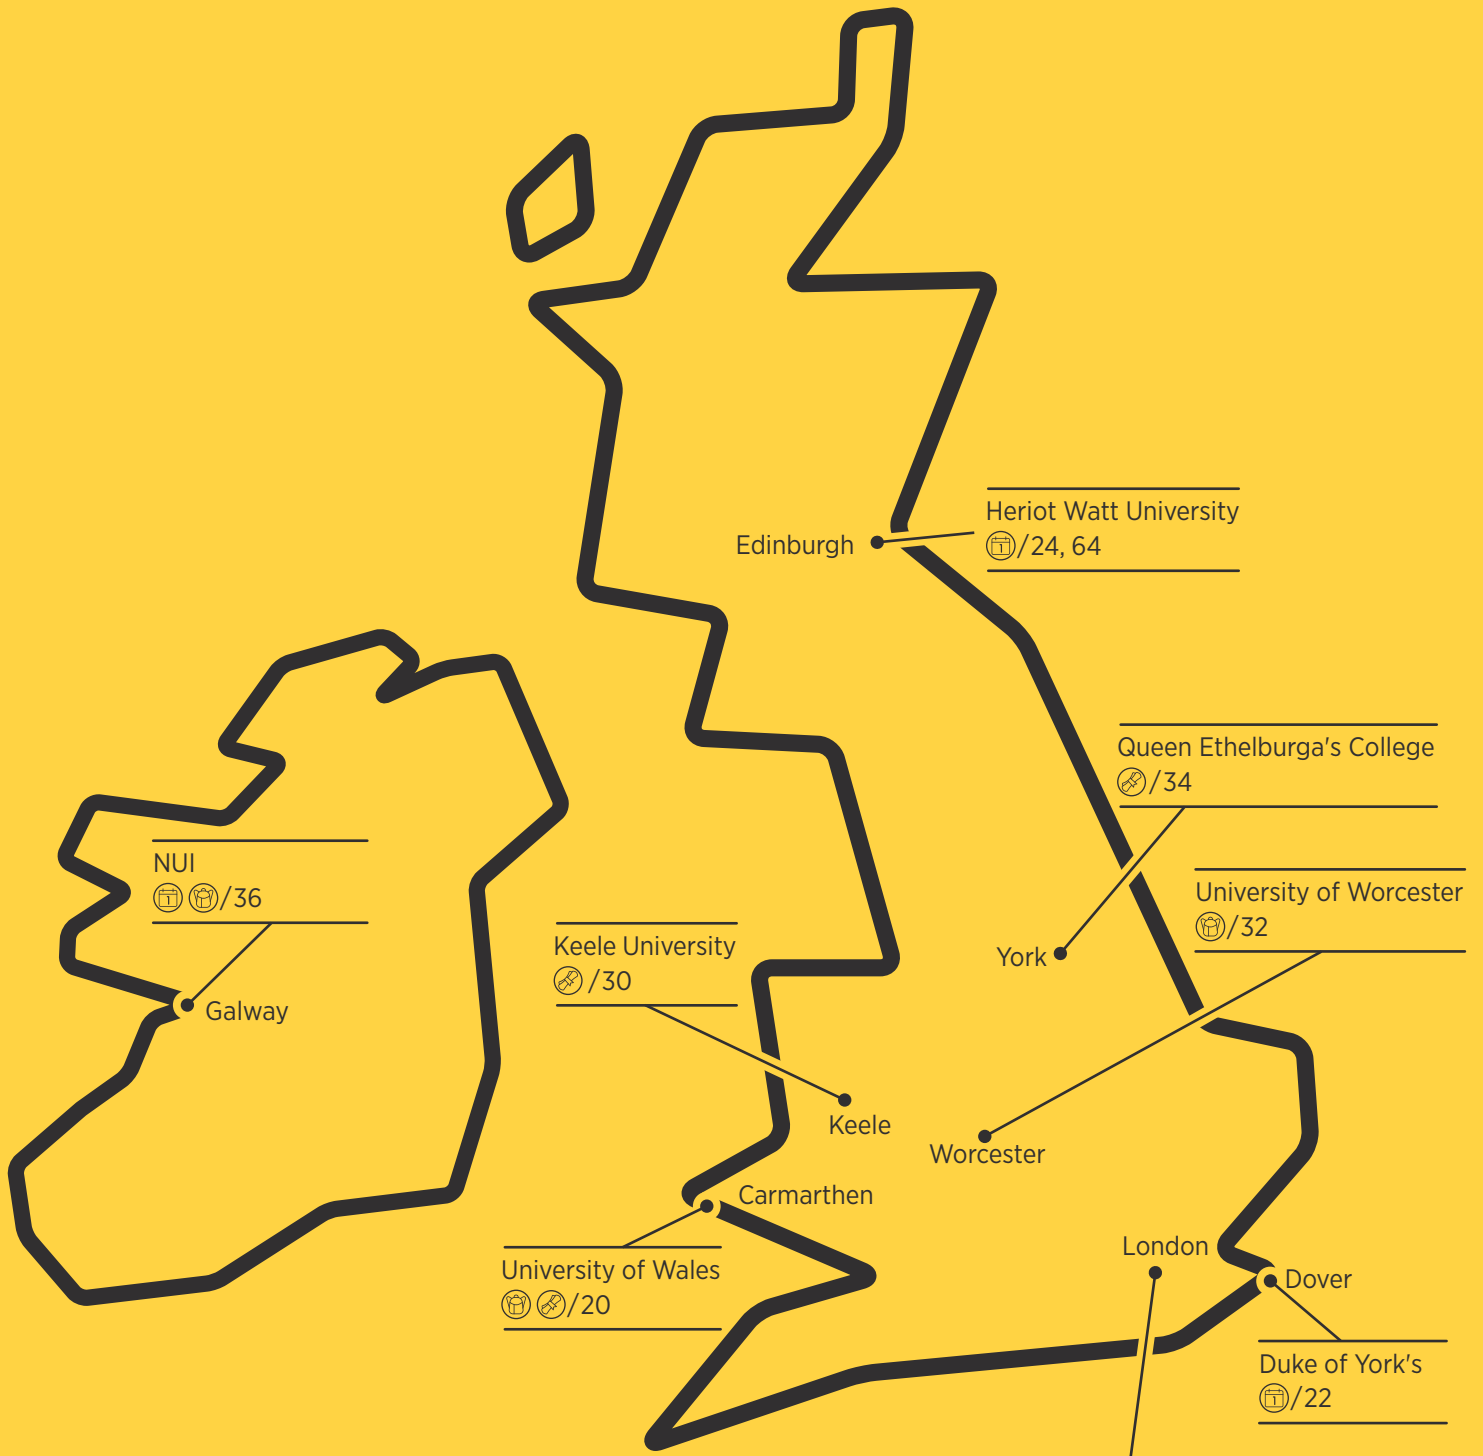 Heriot Watt University
/24, 64
Edinburgh
Queen Ethelburga's College
/34
York
NUI
/36
Galway
University of Worcester
/32
Keele University
/30
Keele
Worcester
Carmarthen
University of Wales
/20
London
Dover
Duke of York's
/22